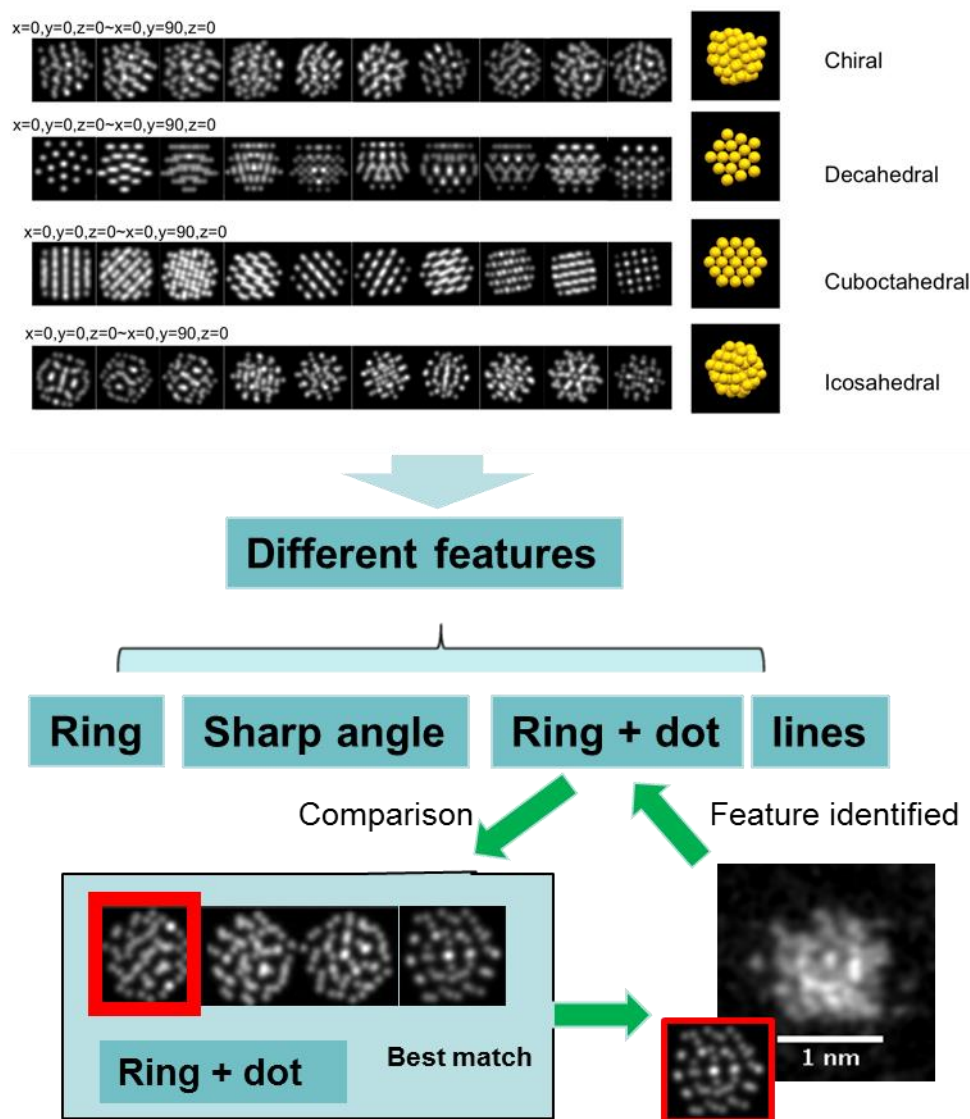 x=0,y=0,z=0~x=0,y=90,z=0
Chiral
x=0,y=0,z=0~x=0,y=90,z=0
Decahedral
x=0,y=0,z=0~x=0,y=90,z=0
Cuboctahedral
x=0,y=0,z=0~x=0,y=90,z=0
Icosahedral
Different features
Ring
Sharp angle
Ring + dot
lines
Comparison
Feature identified
Ring + dot
Best match
1 nm